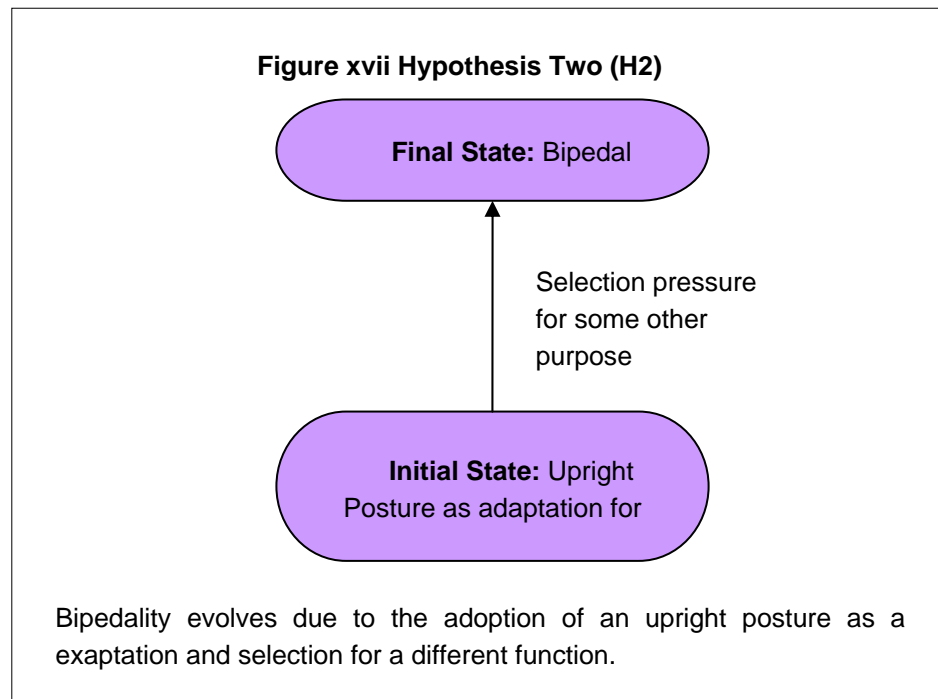 Figure xvii Hypothesis Two (H2)
Final State: Bipedal
Selection pressure
for some other
purpose
Initial State: Upright
Posture as adaptation for
Bipedality evolves due to the adoption of an upright posture as a
exaptation and selection for a different function.